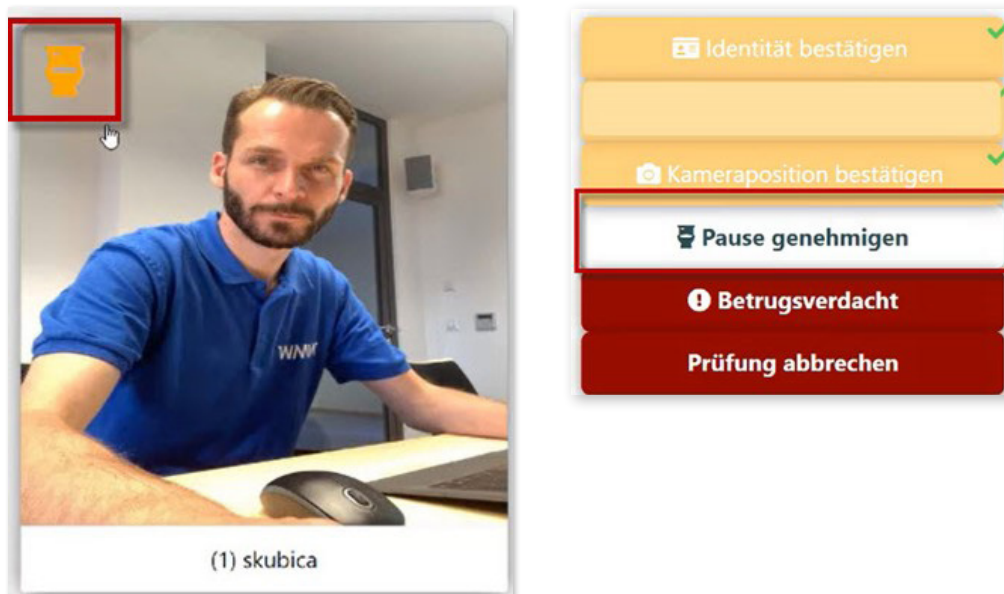 (1) skubica
Identität bestätigen
Kameraposition bestätigen
Pause genehmigen
Betrugsverdacht
Prüfung abbrechen